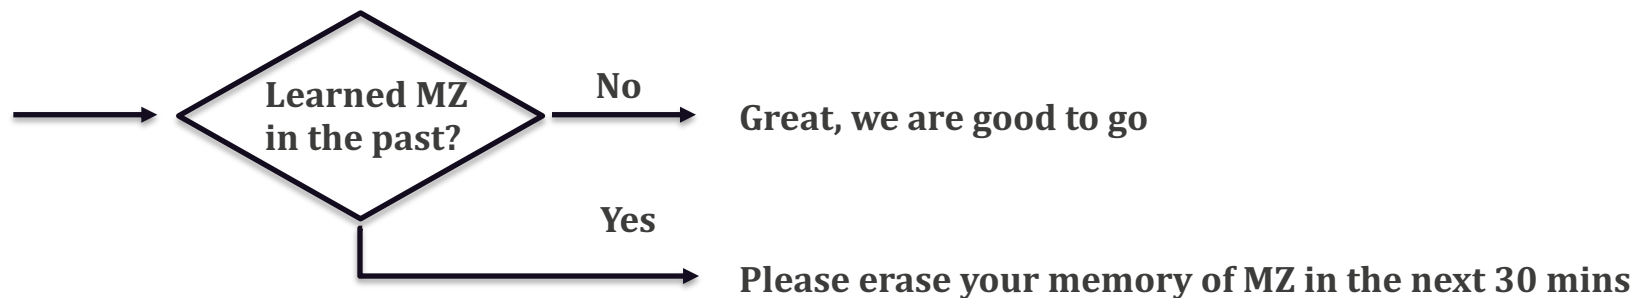 Learned MZ
in the past?
No
Great, we are good to go
Yes
Please erase your memory of MZ in the next 30 mins